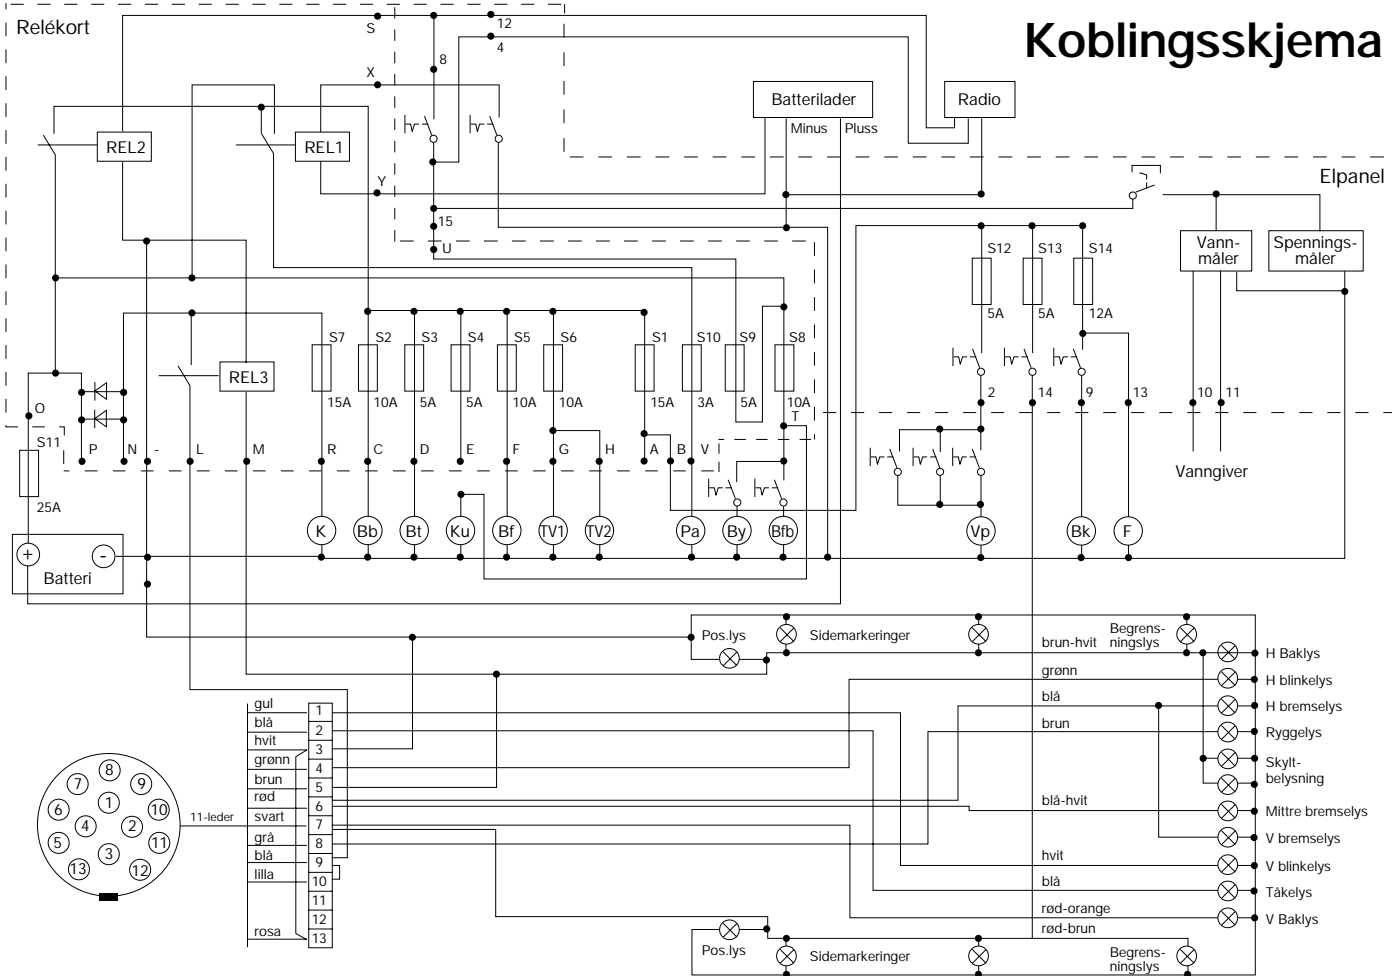 Relékort
Koblingsskjema
S
12
4
8
X
Batterilader
Radio
Minus
Pluss
REL2
REL1
Elpanel
Y
15
U
S12
S13
S14
Vann-
måler
Spennings-
måler
5A
5A
12A
S7
S2
S3
S4
S5
S6
S1
S10
S9
S8
REL3
15A
10A
5A
5A
10A
10A
15A
3A
5A
10A
T
2
14
9
13
10
11
O
S11
P
N
-
L
M
R
C
D
E
F
G
H
A
B
V
25A
Vanngiver
K
Bb
Bt
Ku
Bf
TV1
TV2
Pa
By
Bfb
Vp
Bk
F
+
-
Batteri
Pos.lys
Sidemarkeringer
Begrens-
ningslys
brun-hvit
H Baklys
grønn
H blinkelys
blå
H bremselys
brun
Ryggelys
Skylt-
belysning
blå-hvit
Mittre bremselys
V bremselys
hvit
V blinkelys
blå
Tåkelys
rød-orange
V Baklys
rød-brun
Pos.lys
Sidemarkeringer
Begrens-
ningslys
gul
1
blå
2
hvit
3
grønn
4
brun
5
rød
6
svart
7
grå
8
blå
9
lilla
10
11
12
rosa
13
11-leder
8
7
9
1
6
10
4
2
5
11
3
13
12